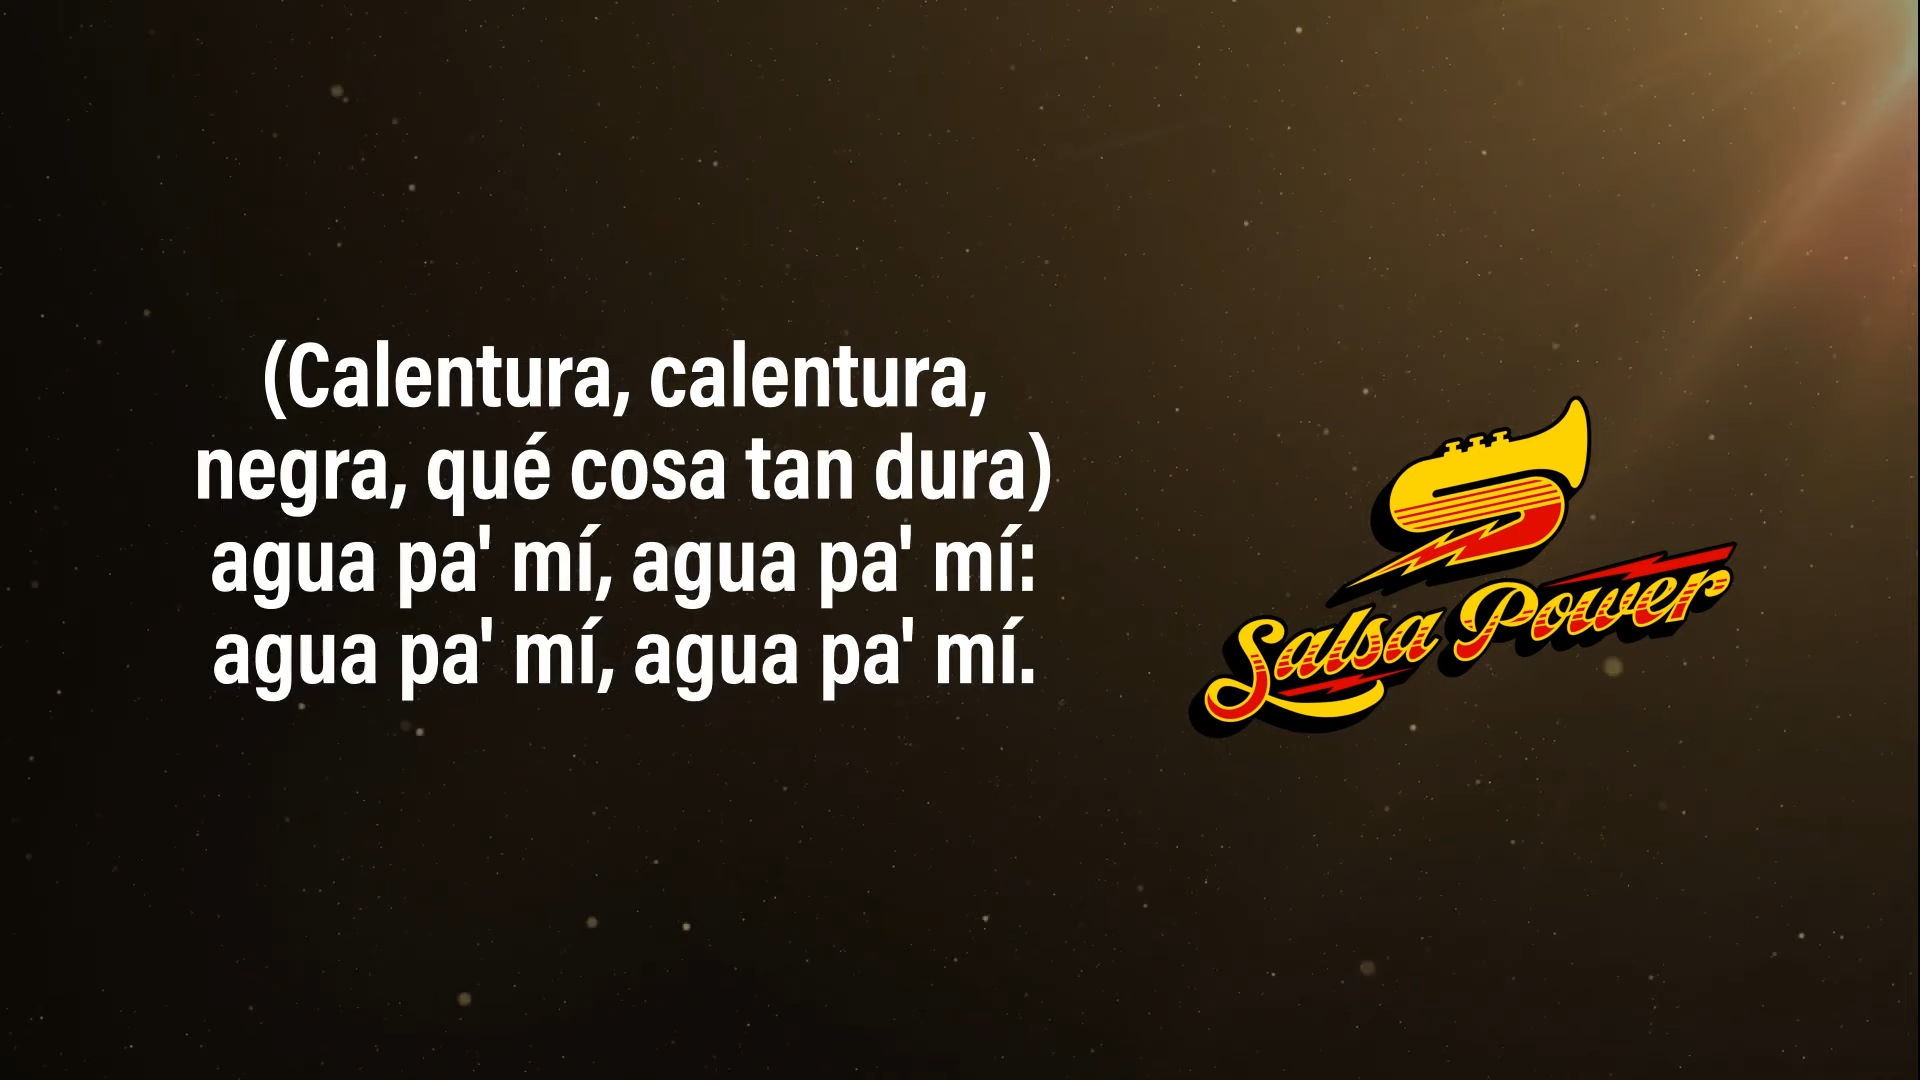 (Calentura, calentura,
negra, qué cosa tan dura)
agua pa' mí, agua pa' mí:
agua pa' mí, agua pa' mí.
Salsa Power